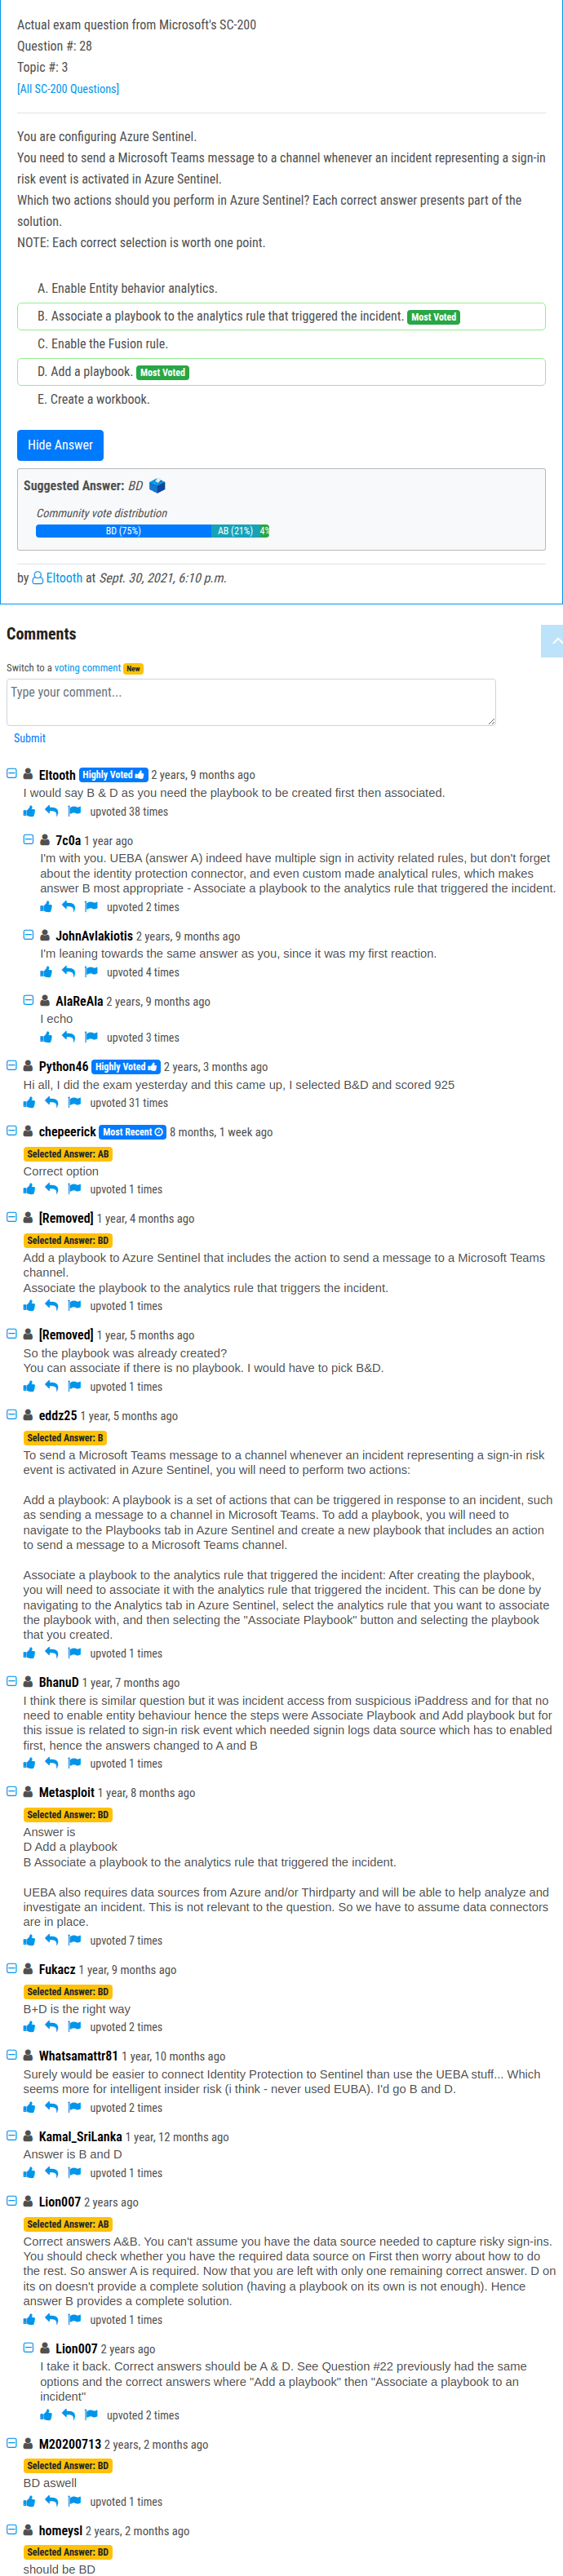 Actual exam question from Microsoft's SC-200
Question #: 28
Topic #: 3
[All SC-200 Questions]
You are configuring Azure Sentinel.
You need to send a Microsoft Teams message to a channel whenever an incident representing a sign-in
risk event is activated in Azure Sentinel.
Which two actions should you perform in Azure Sentinel? Each correct answer presents part of the
solution.
NOTE: Each correct selection is worth one point.
A. Enable Entity behavior analytics.
B. Associate a playbook to the analytics rule that triggered the incident. Most Voted
C. Enable the Fusion rule.
D. Add a playbook. Most Voted
E. Create a workbook.
Hide Answer
Suggested Answer: BD
Community vote distribution
BD (75%) AB (21%) 4%
by Eltooth at Sept. 30, 2021, 6:10 p.m.
Comments
Switch to a voting comment New
Type your comment...
Submit
Eltooth Highly Voted 2 years, 9 months ago
I would say B & D as you need the playbook to be created first then associated.
upvoted 38 times
7c0a 1 year ago
I'm with you. UEBA (answer A) indeed have multiple sign in activity related rules, but don't forget
about the identity protection connector, and even custom made analytical rules, which makes
answer B most appropriate - Associate a playbook to the analytics rule that triggered the incident.
upvoted 2 times
JohnAvlakiotis 2 years, 9 months ago
I'm leaning towards the same answer as you, since it was my first reaction.
upvoted 4 times
AlaReAla 2 years, 9 months ago
I echo
upvoted 3 times
Python46 Highly Voted 2 years, 3 months ago
Hi all, I did the exam yesterday and this came up, I selected B&D and scored 925
upvoted 31 times
chepeerick Most Recent 8 months, 1 week ago
Selected Answer: AB
Correct option
upvoted 1 times
[Removed] 1 year, 4 months ago
Selected Answer: BD
Add a playbook to Azure Sentinel that includes the action to send a message to a Microsoft Teams
channel.
Associate the playbook to the analytics rule that triggers the incident.
upvoted 1 times
[Removed] 1 year, 5 months ago
So the playbook was already created?
You can associate if there is no playbook. I would have to pick B&D.
upvoted 1 times
eddz25 1 year, 5 months ago
Selected Answer: B
To send a Microsoft Teams message to a channel whenever an incident representing a sign-in risk
event is activated in Azure Sentinel, you will need to perform two actions:
Add a playbook: A playbook is a set of actions that can be triggered in response to an incident, such
as sending a message to a channel in Microsoft Teams. To add a playbook, you will need to
navigate to the Playbooks tab in Azure Sentinel and create a new playbook that includes an action
to send a message to a Microsoft Teams channel.
Associate a playbook to the analytics rule that triggered the incident: After creating the playbook,
you will need to associate it with the analytics rule that triggered the incident. This can be done by
navigating to the Analytics tab in Azure Sentinel, select the analytics rule that you want to associate
the playbook with, and then selecting the "Associate Playbook" button and selecting the playbook
that you created.
upvoted 1 times
BhanuD 1 year, 7 months ago
I think there is similar question but it was incident access from suspicious iPaddress and for that no
need to enable entity behaviour hence the steps were Associate Playbook and Add playbook but for
this issue is related to sign-in risk event which needed signin logs data source which has to enabled
first, hence the answers changed to A and B
upvoted 1 times
Metasploit 1 year, 8 months ago
Selected Answer: BD
Answer is
D Add a playbook
B Associate a playbook to the analytics rule that triggered the incident.
UEBA also requires data sources from Azure and/or Thirdparty and will be able to help analyze and
investigate an incident. This is not relevant to the question. So we have to assume data connectors
are in place.
upvoted 7 times
Fukacz 1 year, 9 months ago
Selected Answer: BD
B+D is the right way
upvoted 2 times
Whatsamattr81 1 year, 10 months ago
Surely would be easier to connect Identity Protection to Sentinel than use the UEBA stuff... Which
seems more for intelligent insider risk (i think - never used EUBA). I'd go B and D.
upvoted 2 times
Kamal_SriLanka 1 year, 12 months ago
Answer is B and D
upvoted 1 times
Lion007 2 years ago
Selected Answer: AB
Correct answers A&B. You can't assume you have the data source needed to capture risky sign-ins.
You should check whether you have the required data source on First then worry about how to do
the rest. So answer A is required. Now that you are left with only one remaining correct answer. D on
its on doesn't provide a complete solution (having a playbook on its own is not enough). Hence
answer B provides a complete solution.
upvoted 1 times
Lion007 2 years ago
I take it back. Correct answers should be A & D. See Question #22 previously had the same
options and the correct answers where "Add a playbook" then "Associate a playbook to an
incident"
upvoted 2 times
M20200713 2 years, 2 months ago
Selected Answer: BD
BD aswell
upvoted 1 times
homeysl 2 years, 2 months ago
Selected Answer: BD
should be BD